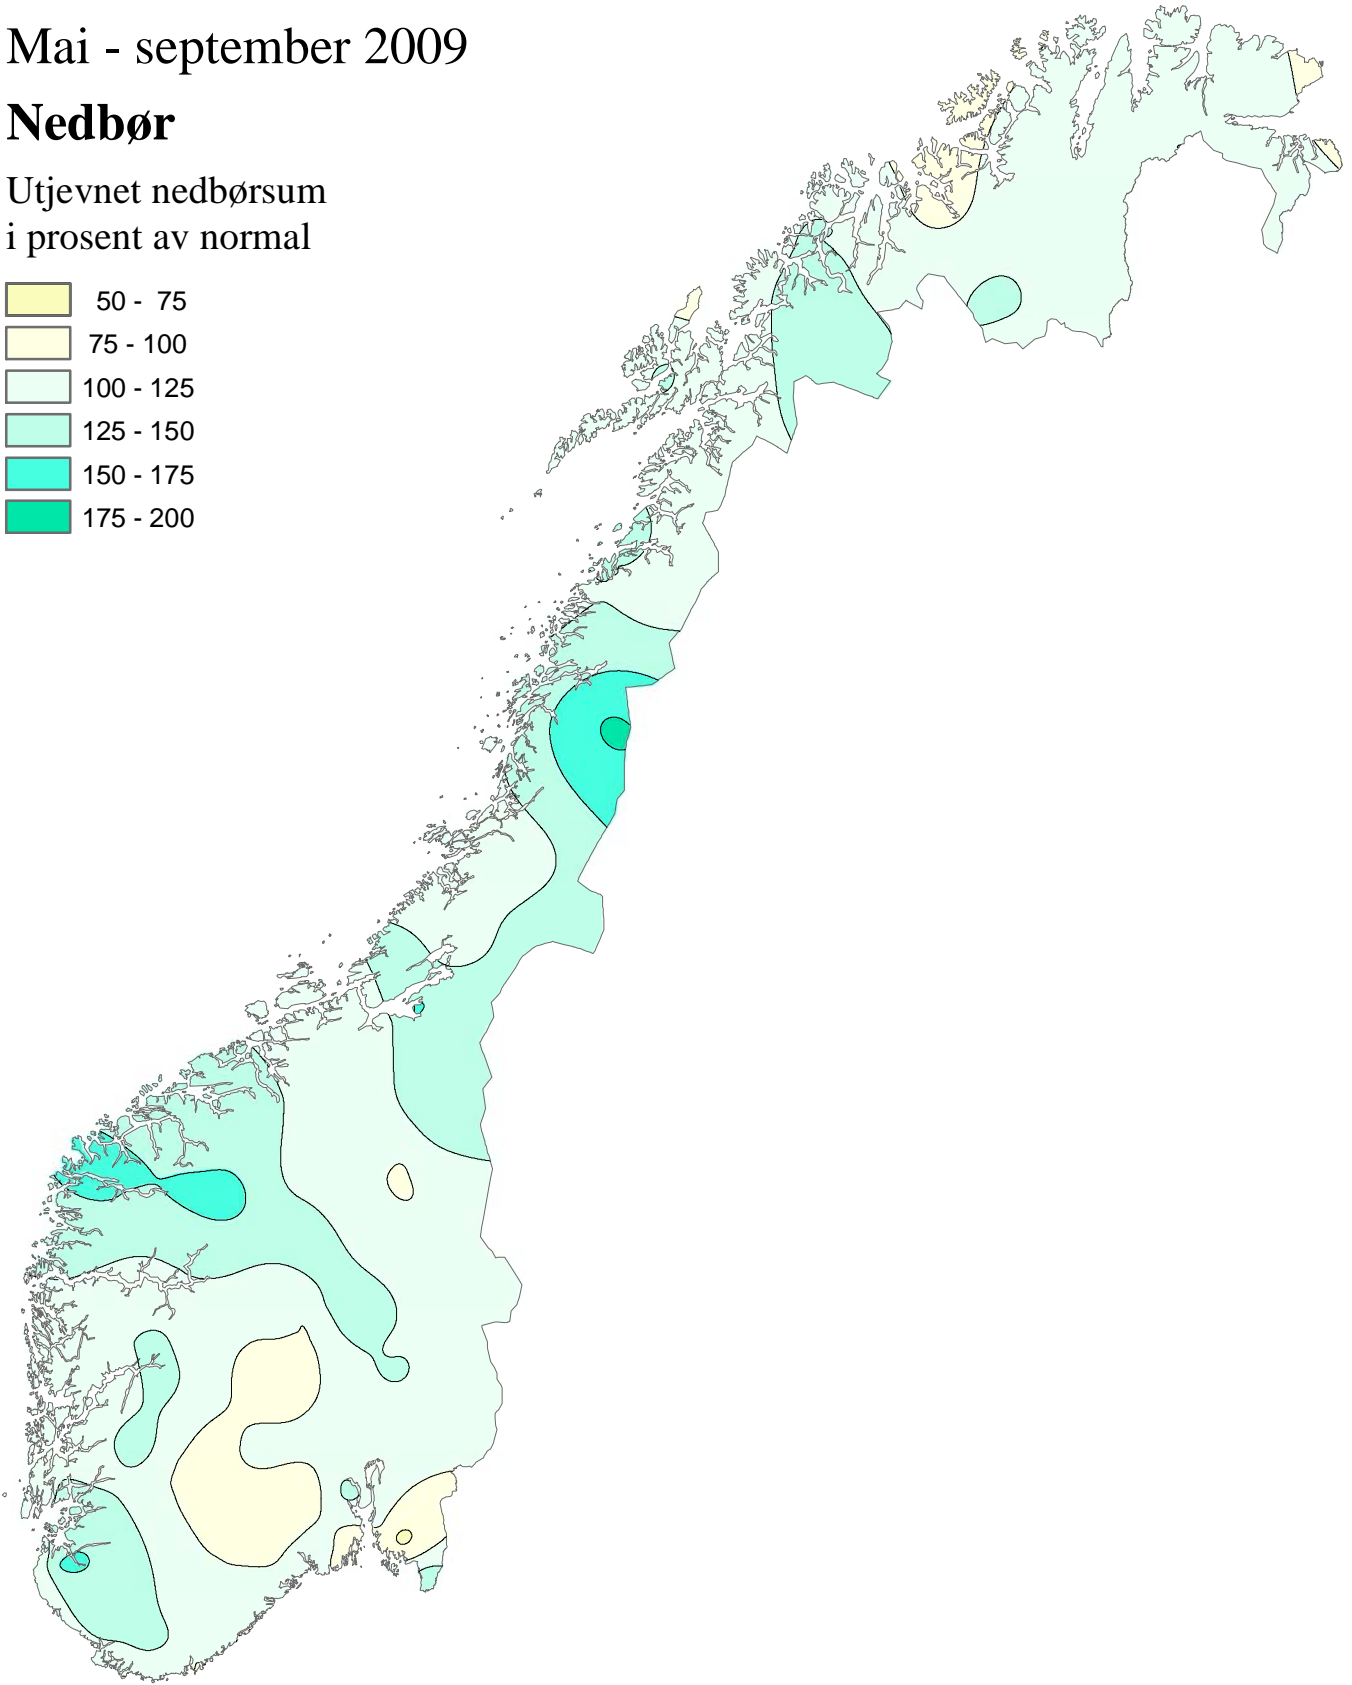 Mai - september 2009
Nedbør
Utjevnet nedbørsum
i prosent av normal
50 - 75
75 - 100
100 - 125
125 - 150
150 - 175
175 - 200